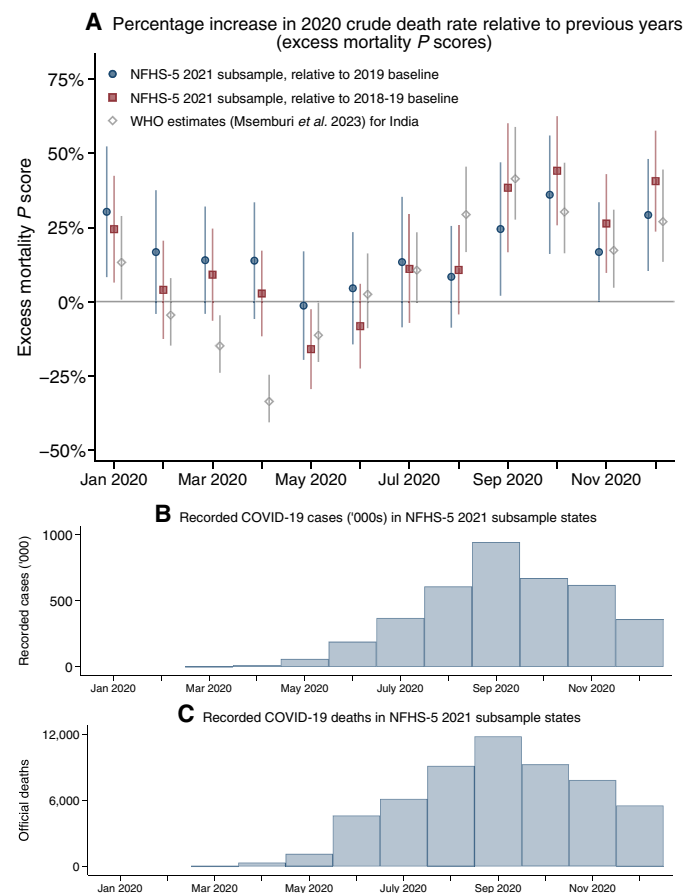 A Percentage increase in 2020 crude death rate relative to previous years
(excess mortality P scores)
NFHS-5 2021 subsample, relative to 2019 baseline
NFHS-5 2021 subsample, relative to 2018-19 baseline
WHO estimates (Msemburi et al. 2023) for India
Excess mortality P score
75%
50%
25%
0%
−25%
−50%
Jan 2020 Mar 2020 May 2020 Jul 2020 Sep 2020 Nov 2020
B Recorded COVID-19 cases ('000s) in NFHS-5 2021 subsample states
Recorded cases ('000)
1000
500
0
Jan 2020 Mar 2020 May 2020 July 2020 Sep 2020 Nov 2020
C Recorded COVID-19 deaths in NFHS-5 2021 subsample states
Official deaths
12,000
6,000
0
Jan 2020 Mar 2020 May 2020 July 2020 Sep 2020 Nov 2020